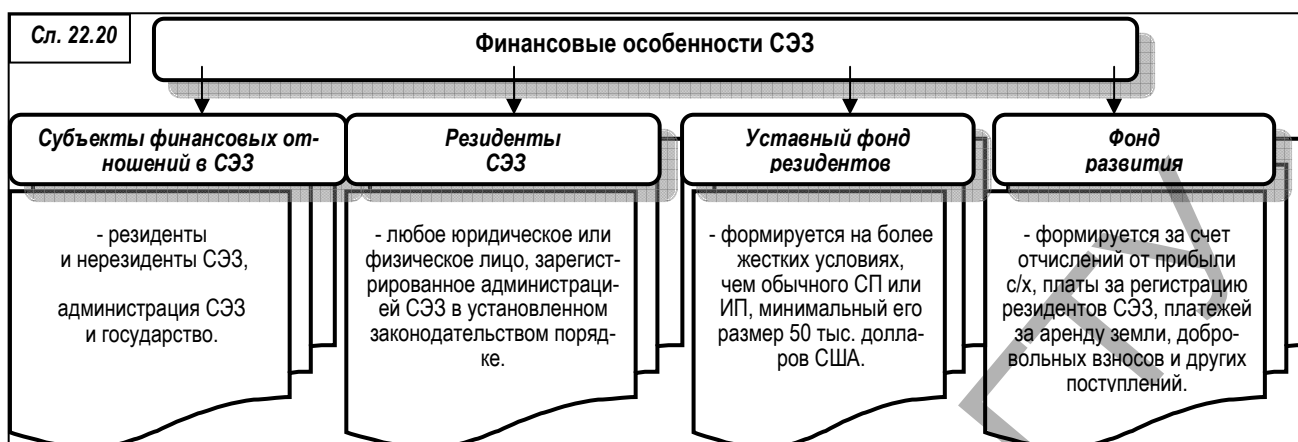 Сл. 22.20
Финансовые особенности СЭЗ
Субъекты финансовых от-
ношений в СЭЗ
- резиденты
и нерезиденты СЭЗ,
администрация СЭЗ
и государство.
Резиденты
СЭЗ
- любое юридическое или
физическое лицо, зарегист-
рированное администраци-
ей СЭЗ в установленном
законодательством поряд-
ке.
Уставный фонд
резидентов
- формируется на более
жестких условиях,
чем обычного СП или
ИП, минимальный его
размер 50 тыс. долла-
ров США.
Фонд
развития
- формируется за счет
отчислений от прибыли
с/х, платы за регистрацию
резидентов СЭЗ, платежей
за аренду земли, добро-
вольных взносов и других
поступлений.